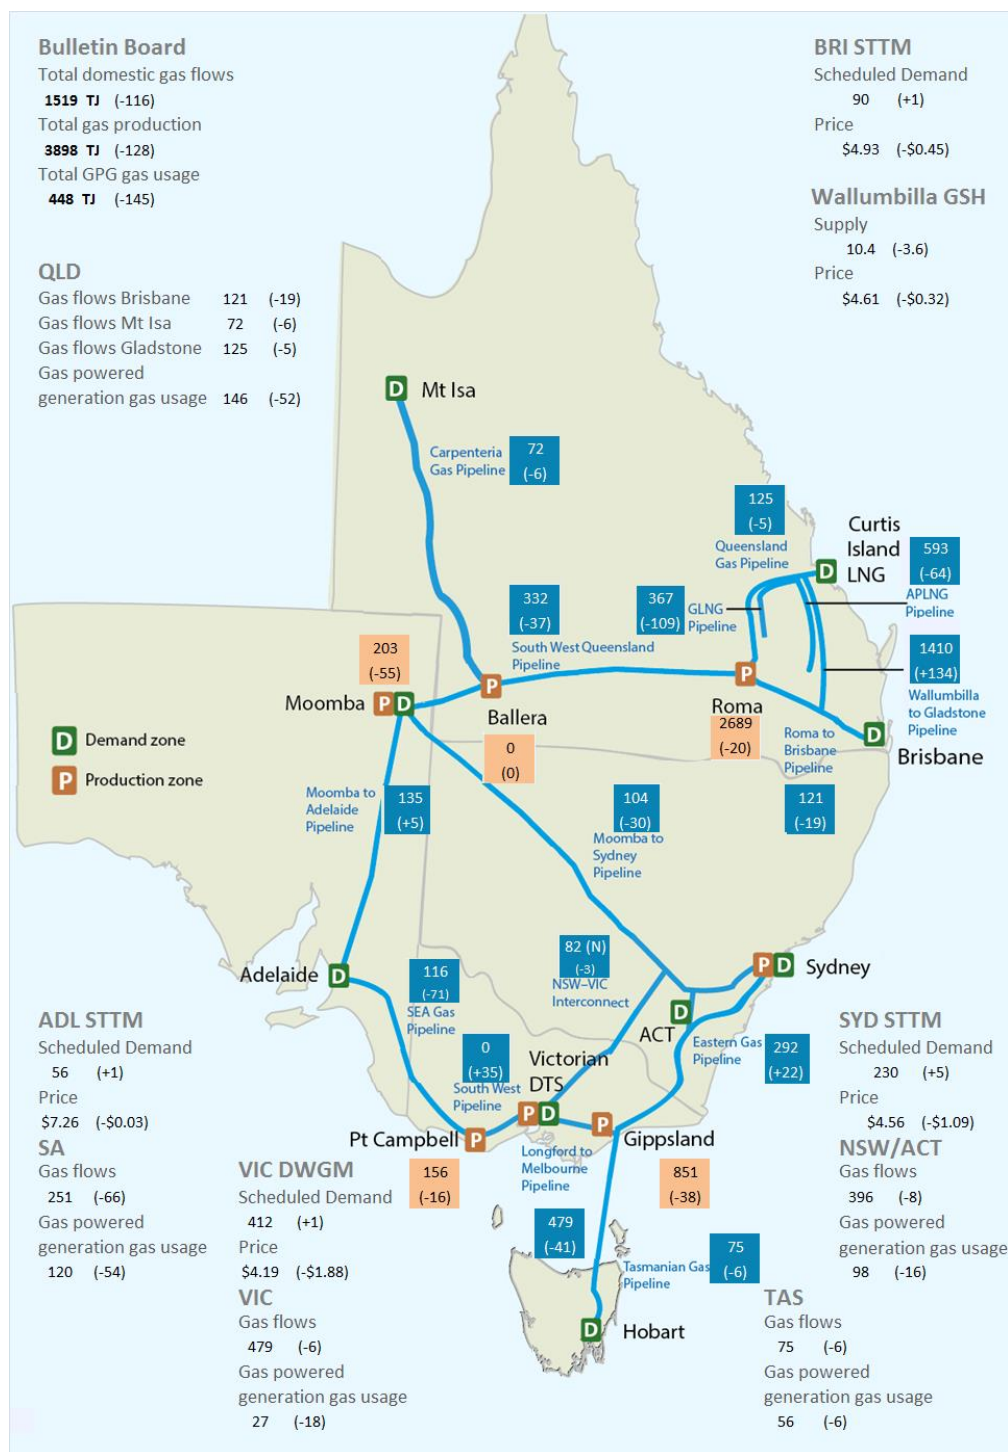 Bulletin Board
Total domestic gas flows
1519 TJ (-116)
Total gas production
3898 TJ (-128)
Total GPG gas usage
448 TJ (-145)
BRI STTM
Scheduled Demand
90 (+1)
Price
$4.93 (-$0.45)
Wallumbilla GSH
Supply
10.4 (-3.6)
Price
$4.61 (-$0.32)
QLD
Gas flows Brisbane 121 (-19)
Gas flows Mt Isa 72 (-6)
Gas flows Gladstone 125 (-5)
Gas powered
generation gas usage 146 (-52)
D Mt Isa
Carpenteria
Gas Pipeline
72
(-6)
125
(-5)
Queensland
Gas Pipeline
Curtis
Island
LNG
D
593
(-64)
APLNG
Pipeline
332
(-37)
South West Queensland
Pipeline
367
(-109)
GLNG
Pipeline
1410
(+134)
Wallumbilla
to Gladstone
Pipeline
203
(-55)
Moomba P D
P
Ballera
0
(0)
P
Roma
2689
(-20)
Roma to
Brisbane
Pipeline
D
Brisbane
121
(-19)
D Demand zone
P Production zone
Moomba to
Adelaide
Pipeline
135
(+5)
104
(-30)
Moomba to
Sydney
Pipeline
Adelaide D
116
(-71)
SEA Gas
Pipeline
82 (N)
(-3)
NSW–VIC
Interconnect
P D Sydney
D
ACT
Eastern Gas
Pipeline
292
(+22)
0
(+35)
South West
Pipeline
Victorian
DTS
P D
Pt Campbell P
156
(-16)
P
Gippsland
851
(-38)
Longford to
Melbourne
Pipeline
479
(-41)
Tasmanian Gas
Pipeline
75
(-6)
D Hobart
ADL STTM
Scheduled Demand
56 (+1)
Price
$7.26 (-$0.03)
SA
Gas flows
251 (-66)
Gas powered
generation gas usage
120 (-54)
VIC DWGM
Scheduled Demand
412 (+1)
Price
$4.19 (-$1.88)
VIC
Gas flows
479 (-6)
Gas powered
generation gas usage
27 (-18)
SYD STTM
Scheduled Demand
230 (+5)
Price
$4.56 (-$1.09)
NSW/ACT
Gas flows
396 (-8)
Gas powered
generation gas usage
98 (-16)
TAS
Gas flows
75 (-6)
Gas powered
generation gas usage
56 (-6)